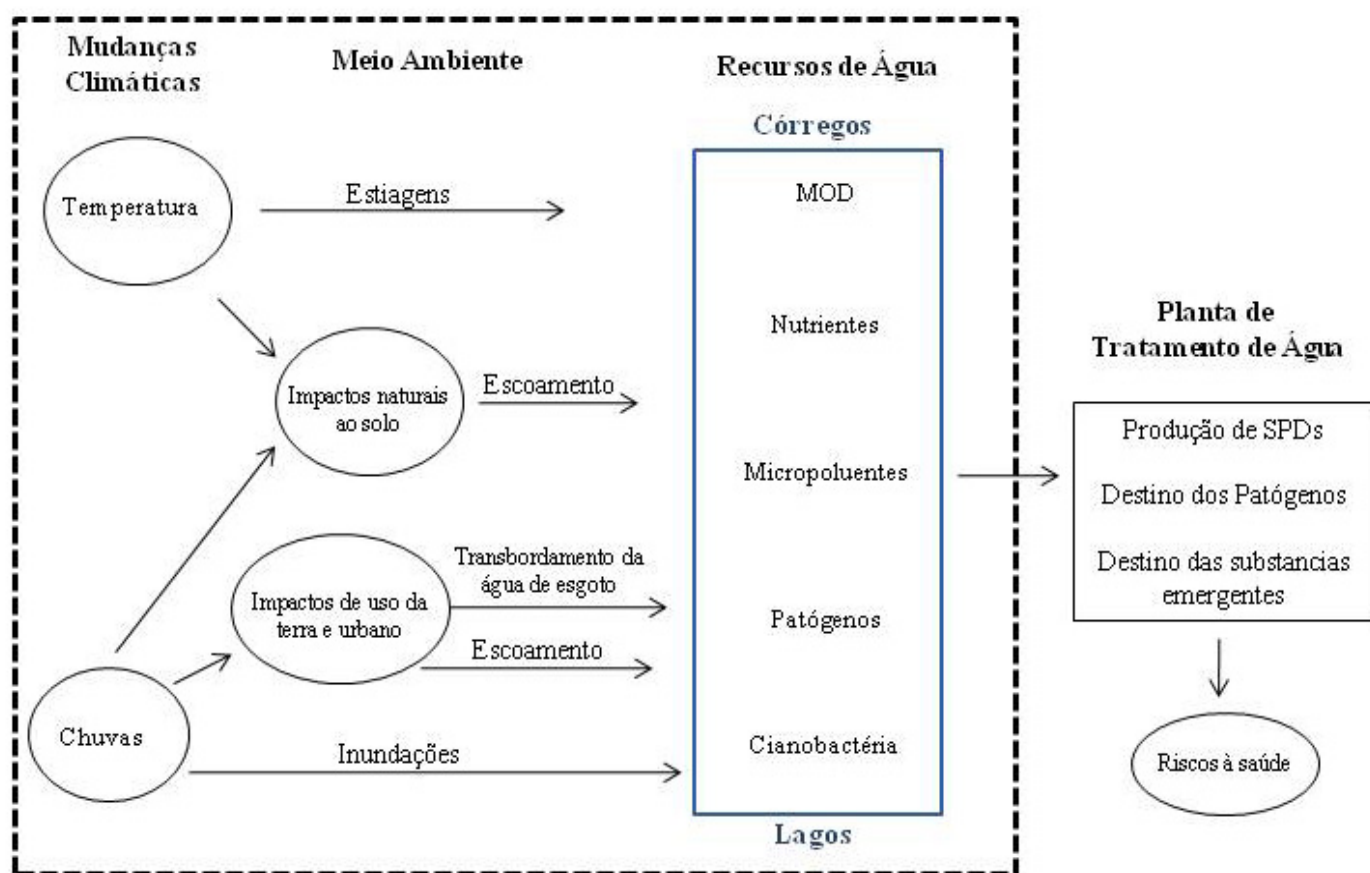 Mudanças
Climáticas
Meio Ambiente
Recursos de Água
Córregos
Temperatura
Estiagens
MOD
Impactos naturais
ao solo
Escoamento
Nutrientes
Micropoluentes
Impactos de uso da
terra e urbano
Transbordamento da
água de esgoto
Escoamento
Patógenos
Chuvas
Inundações
Cianobactéria
Lagos
Planta de
Tratamento de Água
Produção de SPDs
Destino dos Patógenos
Destino das substancias
emergentes
Riscos à saúde